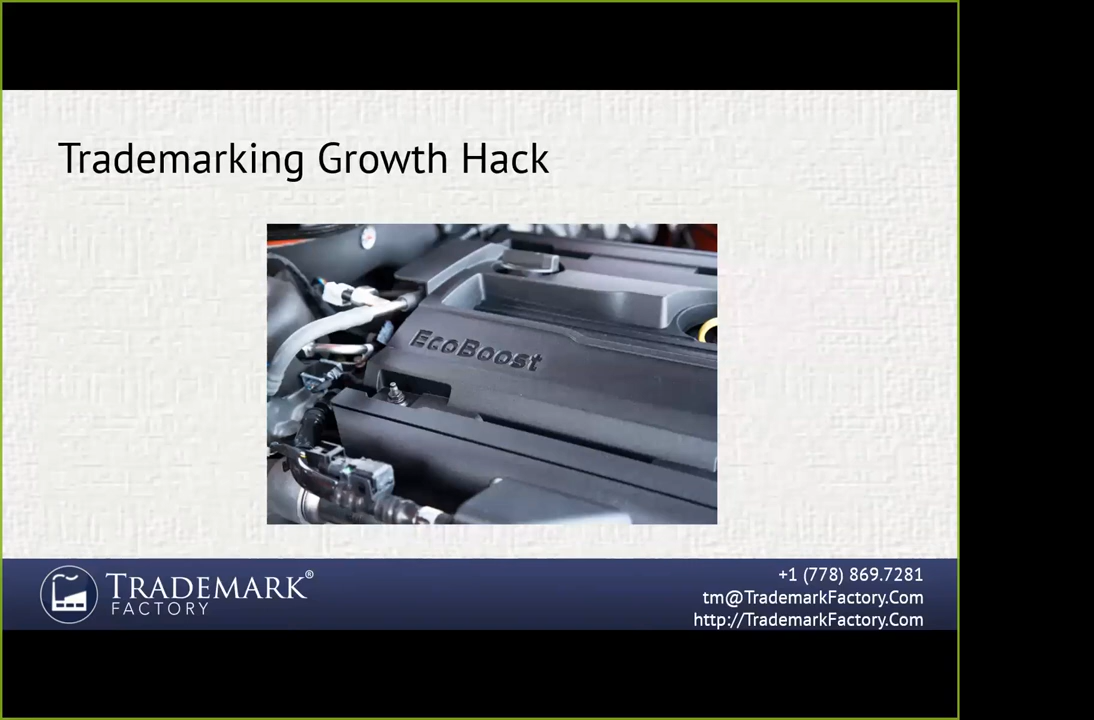 Trademarking Growth Hack
EcoBoost
TRADEMARK®
FACTORY
+1 (778) 869.7281
tm@TrademarkFactory.Com
http://TrademarkFactory.Com